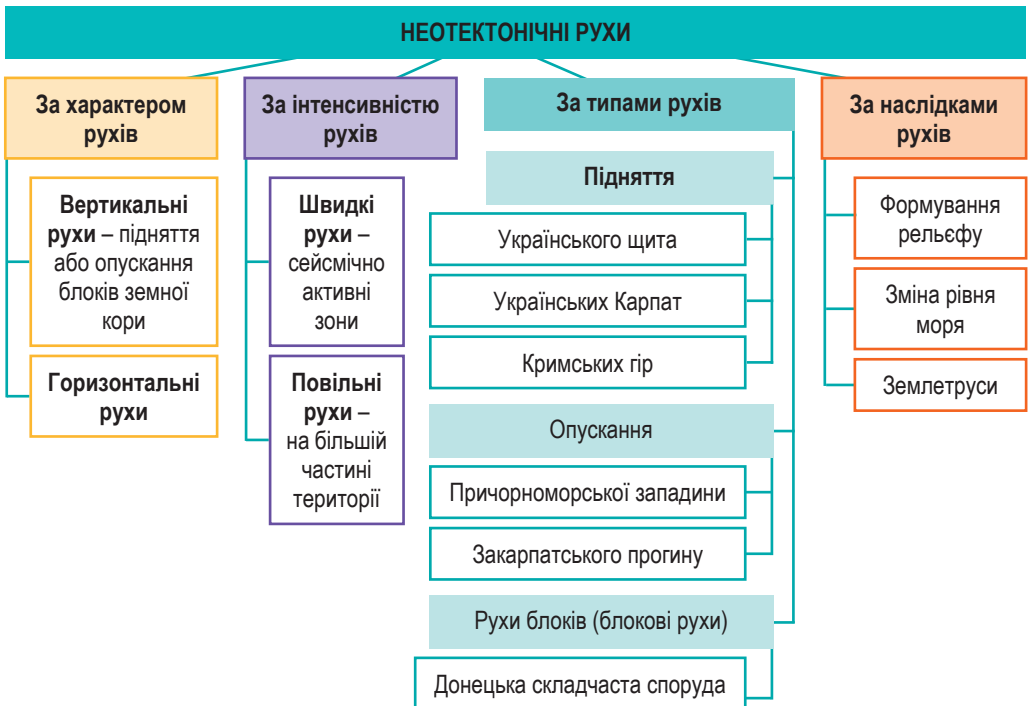 НЕОТЕКТОНІЧНІ РУХИ
За характером
рухів
Вертикальні
рухи – підняття
або опускання
блоків земної
кори
Горизонтальні
рухи
За інтенсивністю
рухів
Швидкі
рухи –
сейсмічно
активні
зони
Повільні
рухи –
на більшій
частині
території
За типами рухів
Підняття
Українського щита
Українських Карпат
Кримських гір
Опускання
Причорноморської западини
Закарпатського прогину
Рухи блоків (блокові рухи)
Донецька складчаста споруда
За наслідками
рухів
Формування
рельєфу
Зміна рівня
моря
Землетруси